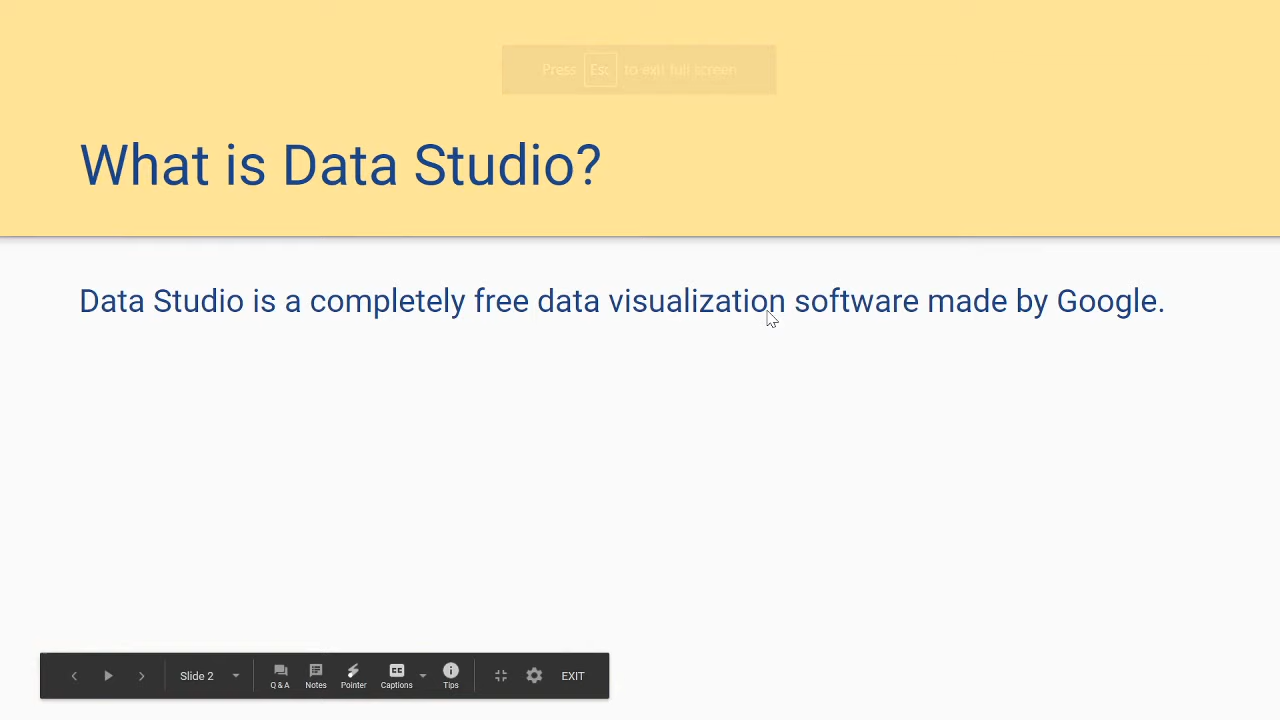 Press Esc to exit full screen
What is Data Studio?
Data Studio is a completely free data visualization software made by Google.
Slide 2
Q & A Notes Pointer Captions Tips EXIT